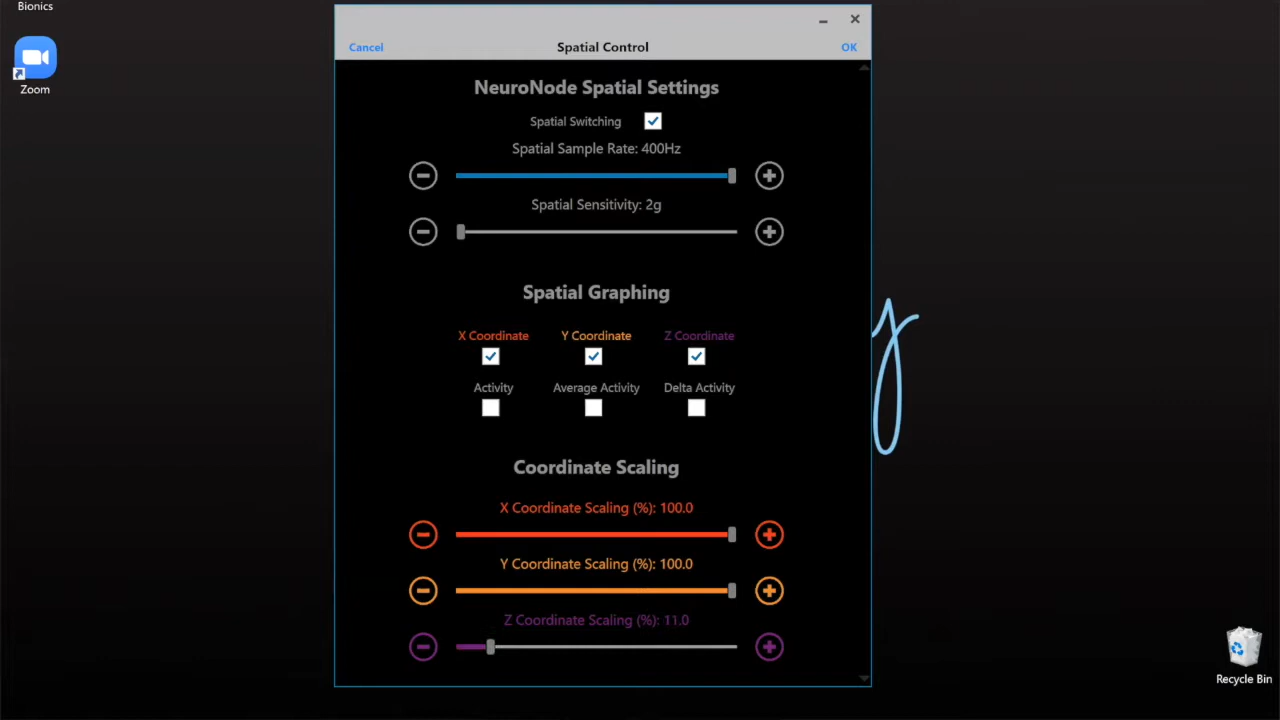 Bionics
Zoom
Cancel
Spatial Control
OK
NeuroNode Spatial Settings
Spatial Switching
Spatial Sample Rate: 400Hz
Spatial Sensitivity: 2g
Spatial Graphing
X Coordinate Y Coordinate Z Coordinate
Activity Average Activity Delta Activity
Coordinate Scaling
X Coordinate Scaling (%): 100.0
Y Coordinate Scaling (%): 100.0
Z Coordinate Scaling (%): 11.0
Recycle Bin